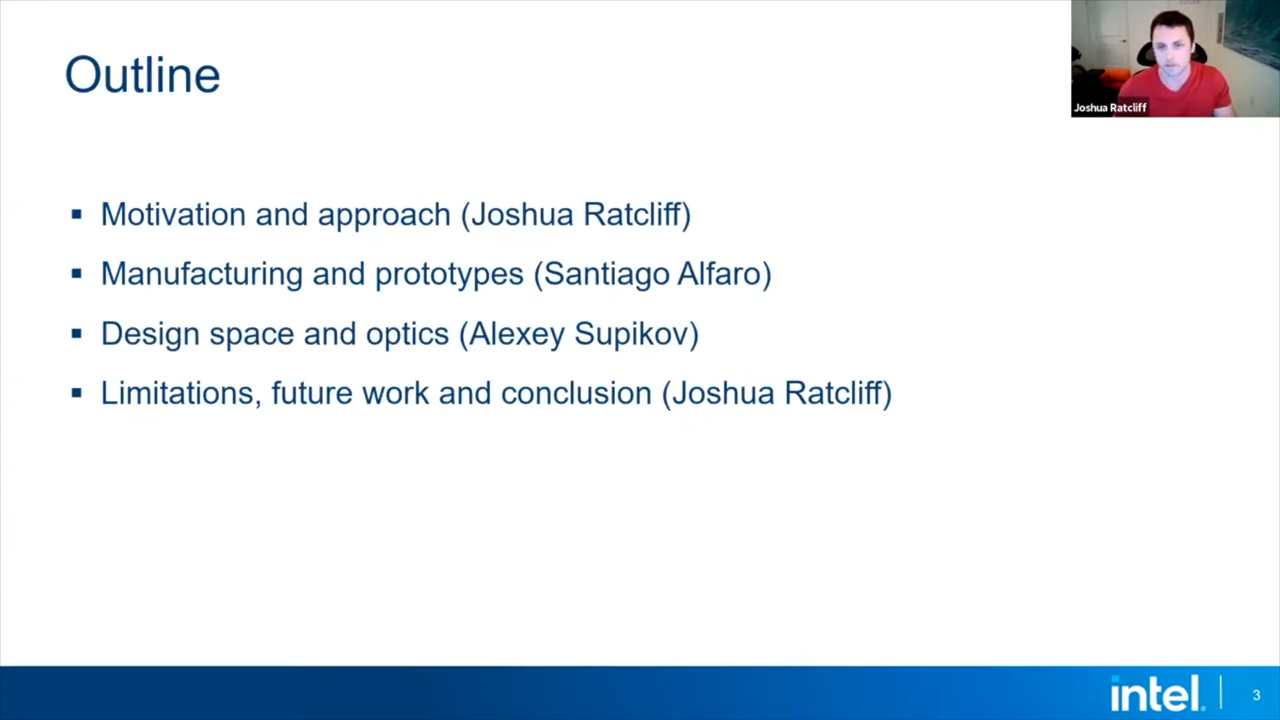 Outline
Joshua Ratcliff
▪ Motivation and approach (Joshua Ratcliff)
▪ Manufacturing and prototypes (Santiago Alfaro)
▪ Design space and optics (Alexey Supikov)
▪ Limitations, future work and conclusion (Joshua Ratcliff)
intel. 3